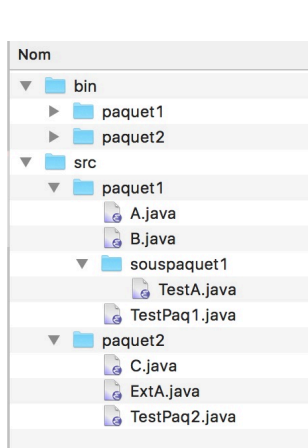 Nom
bin
paquet1
paquet2
src
paquet1
A.java
B.java
souspaquet1
TestA.java
TestPaq1.java
paquet2
C.java
ExtA.java
TestPaq2.java